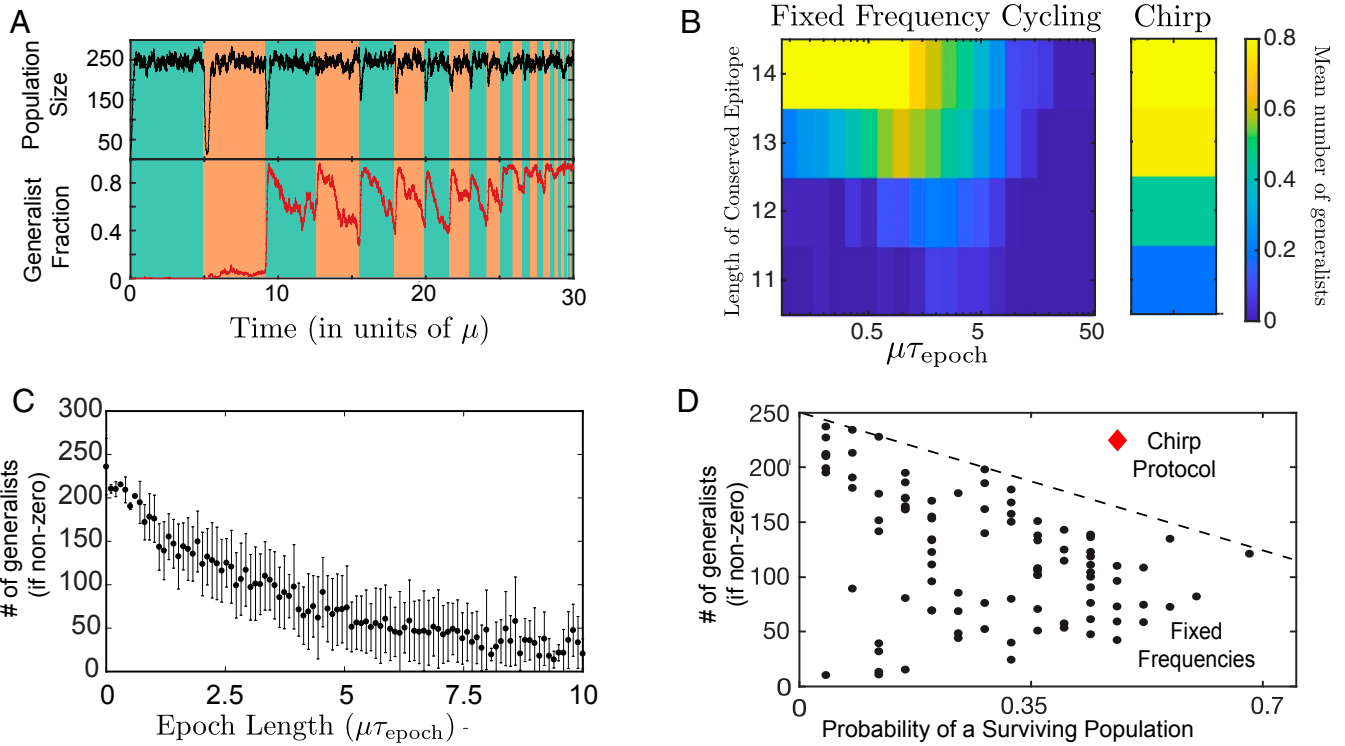 A
Population
Size
250
150
50
Generalist
Fraction
0.8
0.4
0
0
10
20
30
Time (in units of μ)
B
Fixed Frequency Cycling
Chirp
Length of Conserved Epitope
14
13
12
11
0.5
5
50
μτepoch
0.8
0.6
0.4
0.2
0
Mean number of generalists
C
# of generalists
(if non-zero)
300
250
200
150
100
50
0
0
2.5
5
7.5
10
Epoch Length (μτepoch) -
D
# of generalists
(if non-zero)
250
200
150
100
50
0
Chirp
Protocol
Fixed
Frequencies
0
0.35
0.7
Probability of a Surviving Population